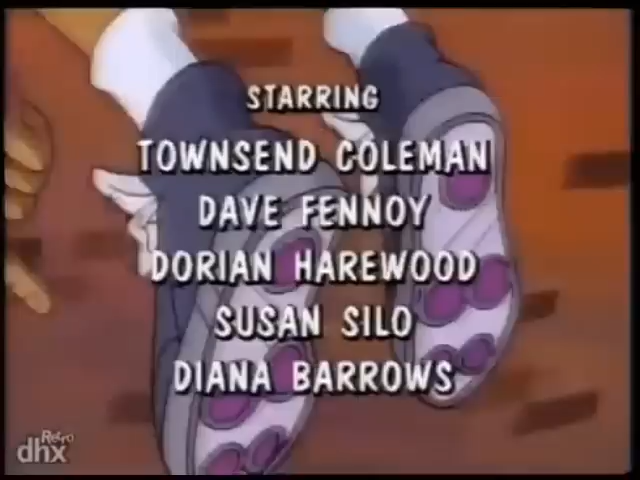 STARRING
TOWNSEND COLEMAN
DAVE FENNOY
DORIAN HAREWOOD
SUSAN SILO
DIANA BARROWS
Retro
dhx